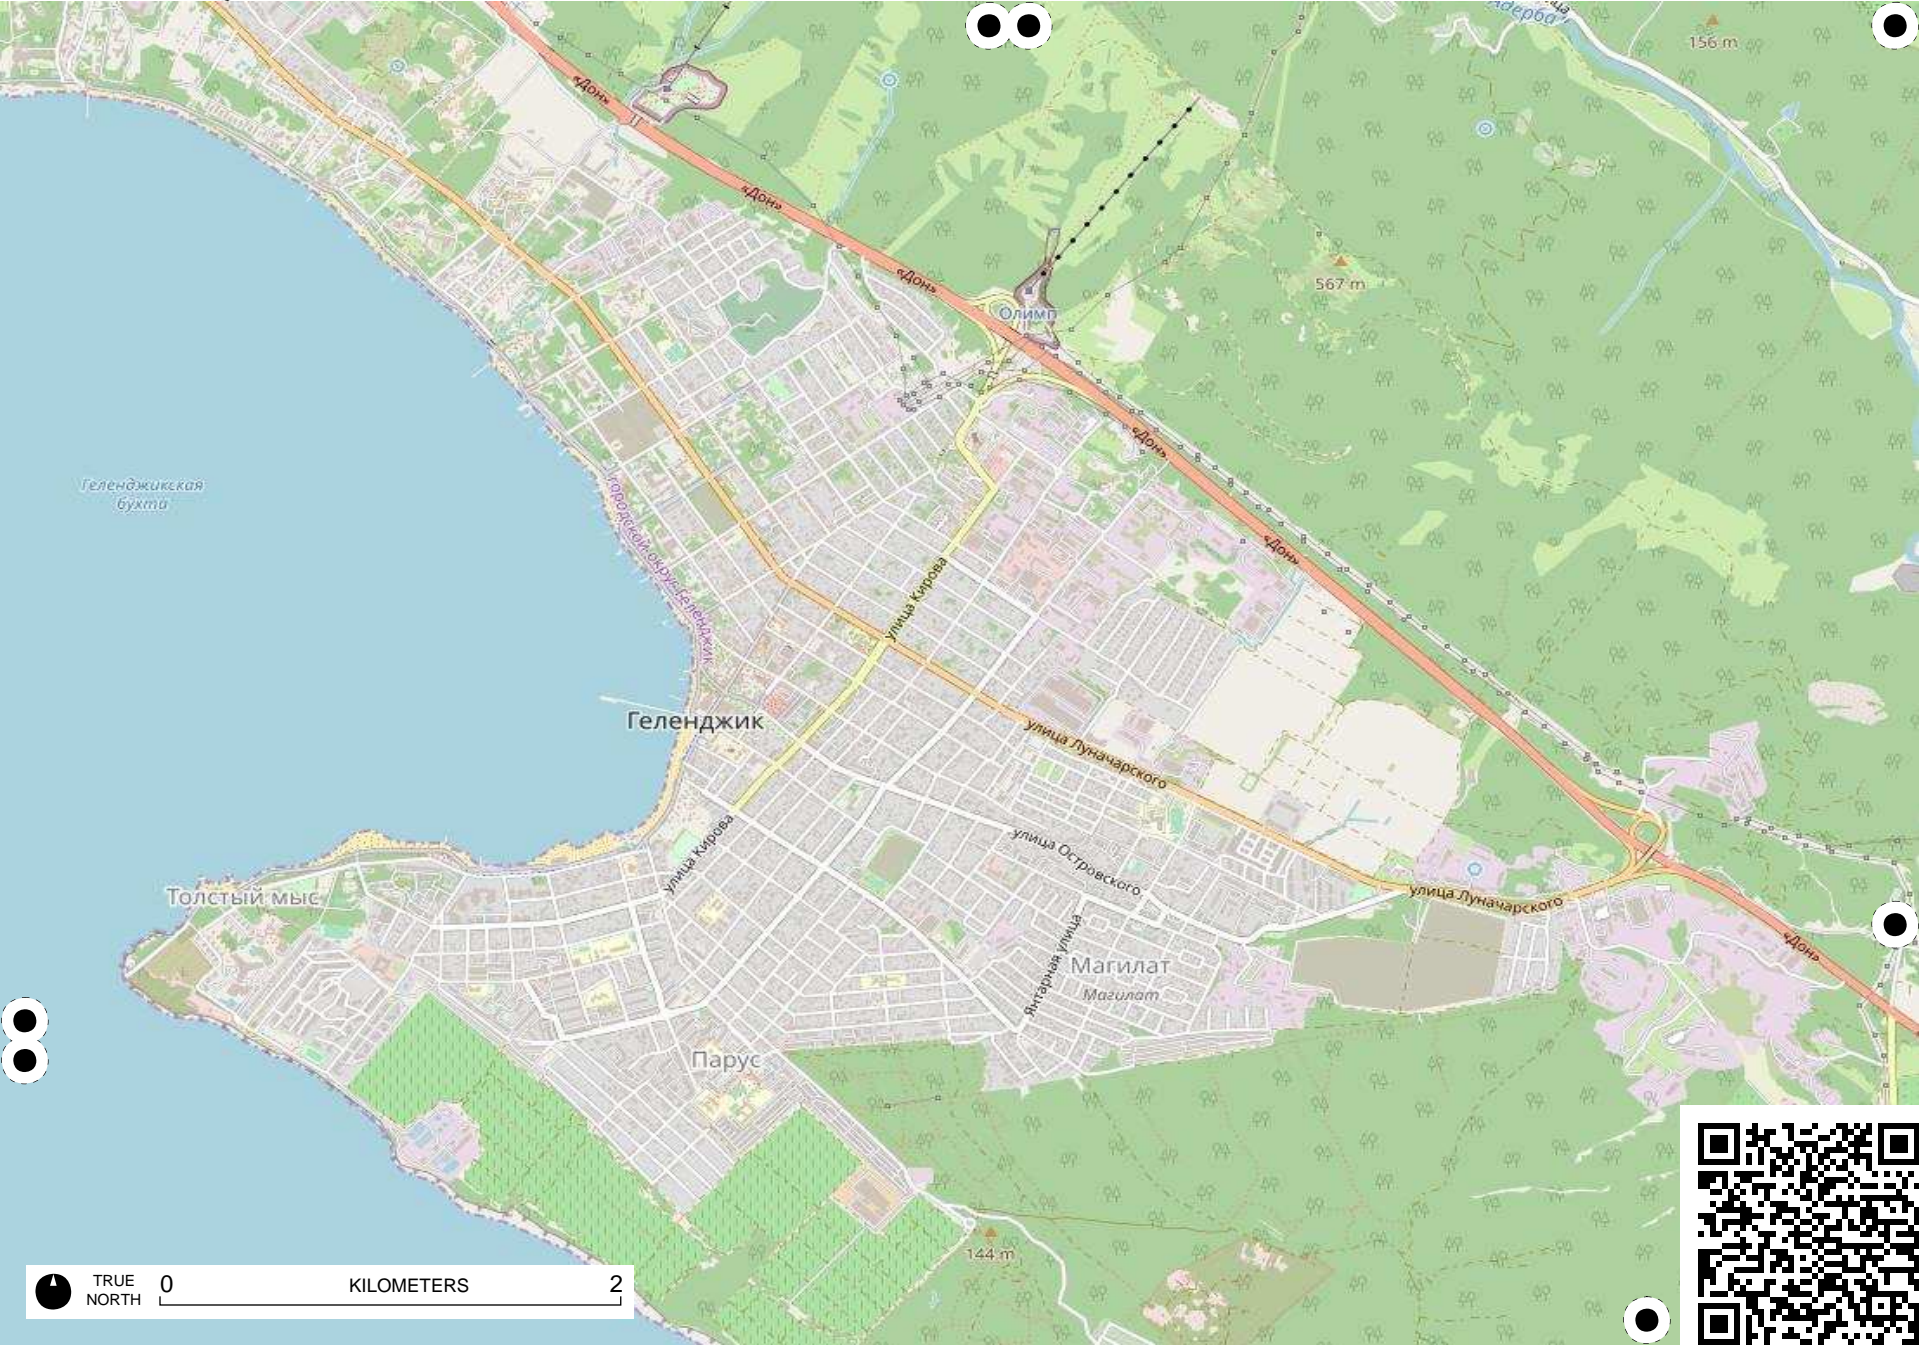 Адерба
156 m
«Дон»
«Дон»
«Дон»
567 m
Олимп
«Дон»
Геленджикская
бухта
городской округ Геленджик
«Дон»
улица Кирова
Геленджик
улица Луначарского
улица Кирова
улица Островского
Толстый мыс
улица Луначарского
«Дон»
Янтарная улица
Магилат
Магилат
Парус
144 m
TRUE
NORTH
0 KILOMETERS 2